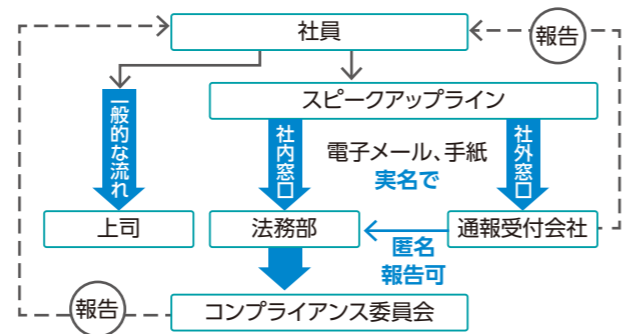 社員
報告
スピークアップライン
一般的な流れ
社内窓口
電子メール、手紙
実名で
社外窓口
上司
法務部
匿名
報告可
通報受付会社
報告
コンプライアンス委員会